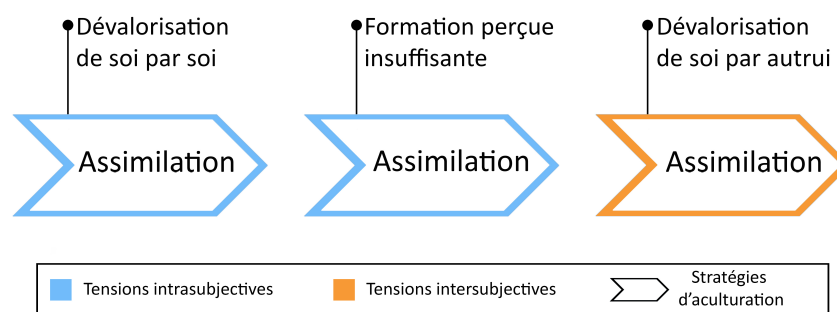 Dévalorisation
de soi par soi
Formation perçue
insuffisante
Dévalorisation
de soi par autrui
Assimilation
Assimilation
Assimilation
Tensions intrasubjectives
Tensions intersubjectives
Stratégies
d'aculturation